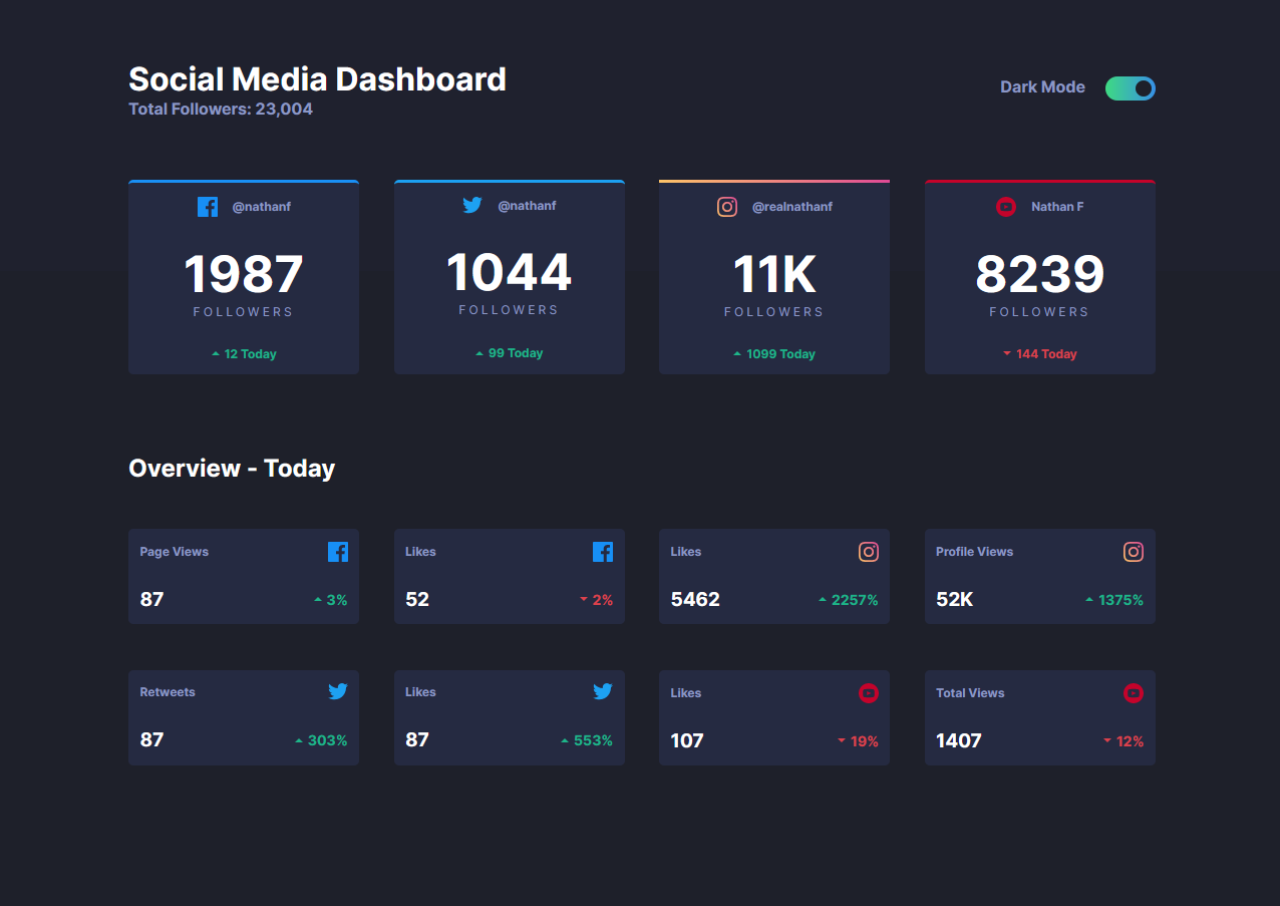 Social Media Dashboard
Total Followers: 23,004
Dark Mode
@nathanf
1987
FOLLOWERS
12 Today
@nathanf
1044
FOLLOWERS
99 Today
@realnathanf
11K
FOLLOWERS
1099 Today
Nathan F
8239
FOLLOWERS
144 Today
Overview - Today
Page Views
87
3%
Likes
52
2%
Likes
5462
2257%
Profile Views
52K
1375%
Retweets
87
303%
Likes
87
553%
Likes
107
19%
Total Views
1407
12%